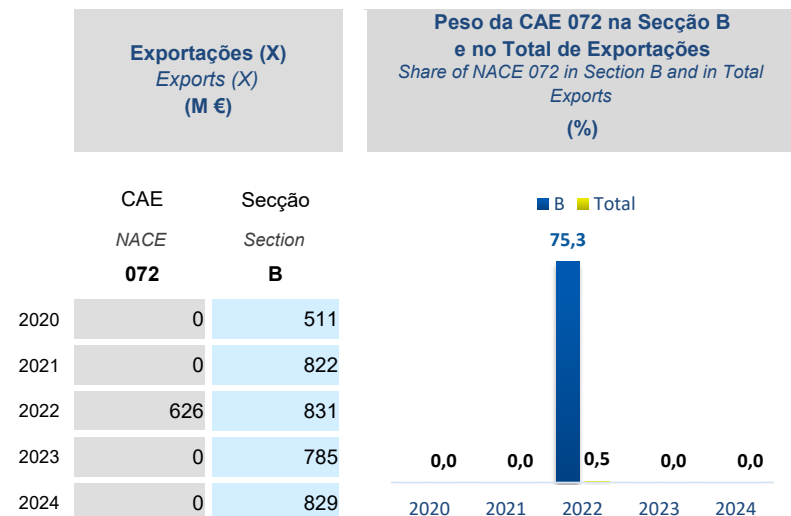 Exportações (X)
Exports (X)
(M €)
Peso da CAE 072 na Secção B
e no Total de Exportações
Share of NACE 072 in Section B and in Total
Exports
(%)
CAE Secção
NACE Section
072 B
2020 0 511
2021 0 822
2022 626 831
2023 0 785
2024 0 829
B Total
75,3
0,0 0,0 0,5 0,0 0,0
2020 2021 2022 2023 2024